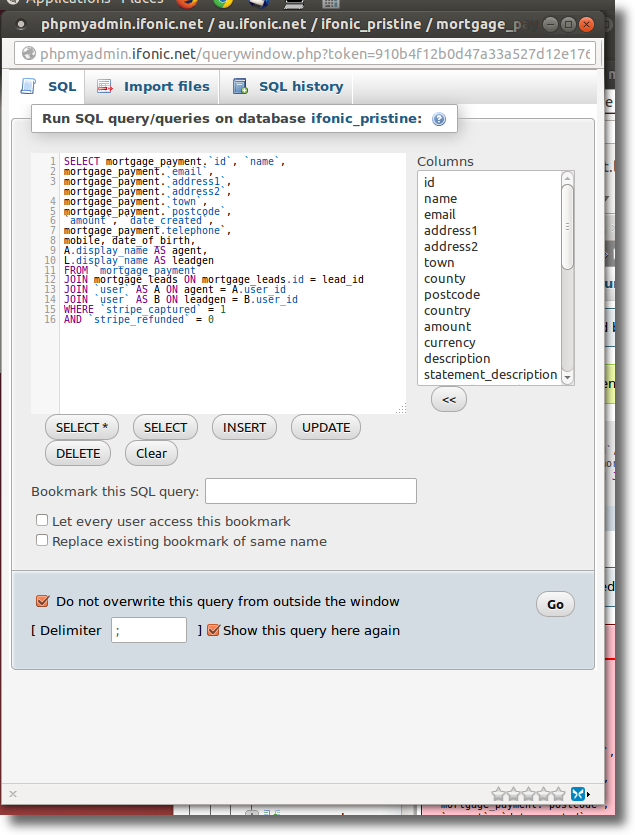 Applications Places
phpmyadmin.ifonic.net / au.ifonic.net / ifonic_pristine / mortgage_pa
phpmyadmin.ifonic.net/querywindow.php?token=910b4f12b0d47a33a527d12e176
SQL
Import files
SQL history
Run SQL query/queries on database ifonic_pristine:
1 SELECT mortgage_payment.`id`, `name`,
2 mortgage_payment.`email`,
3 mortgage_payment.`address1`,
mortgage_payment.`address2`,
4 mortgage_payment.`town`,
5 mortgage_payment.`postcode`,
6 `amount`, `date_created`,
7 mortgage_payment.telephone`,
8 mobile, date_of_birth,
9 A.display_name AS agent,
10 L.display_name AS leadgen
11 FROM `mortgage_payment`
12 JOIN mortgage_leads ON mortgage_leads.id = lead_id
13 JOIN `user` AS A ON agent = A.user_id
14 JOIN `user` AS B ON leadgen = B.user_id
15 WHERE `stripe_captured` = 1
16 AND `stripe_refunded` = 0
Columns
id
name
email
address1
address2
town
county
postcode
country
amount
currency
description
statement_description
<<
SELECT *
SELECT
INSERT
UPDATE
DELETE
Clear
Bookmark this SQL query:
Let every user access this bookmark
Replace existing bookmark of same name
Do not overwrite this query from outside the window
Go
[ Delimiter ; ] Show this query here again
mortgage_payment.`postcode`,